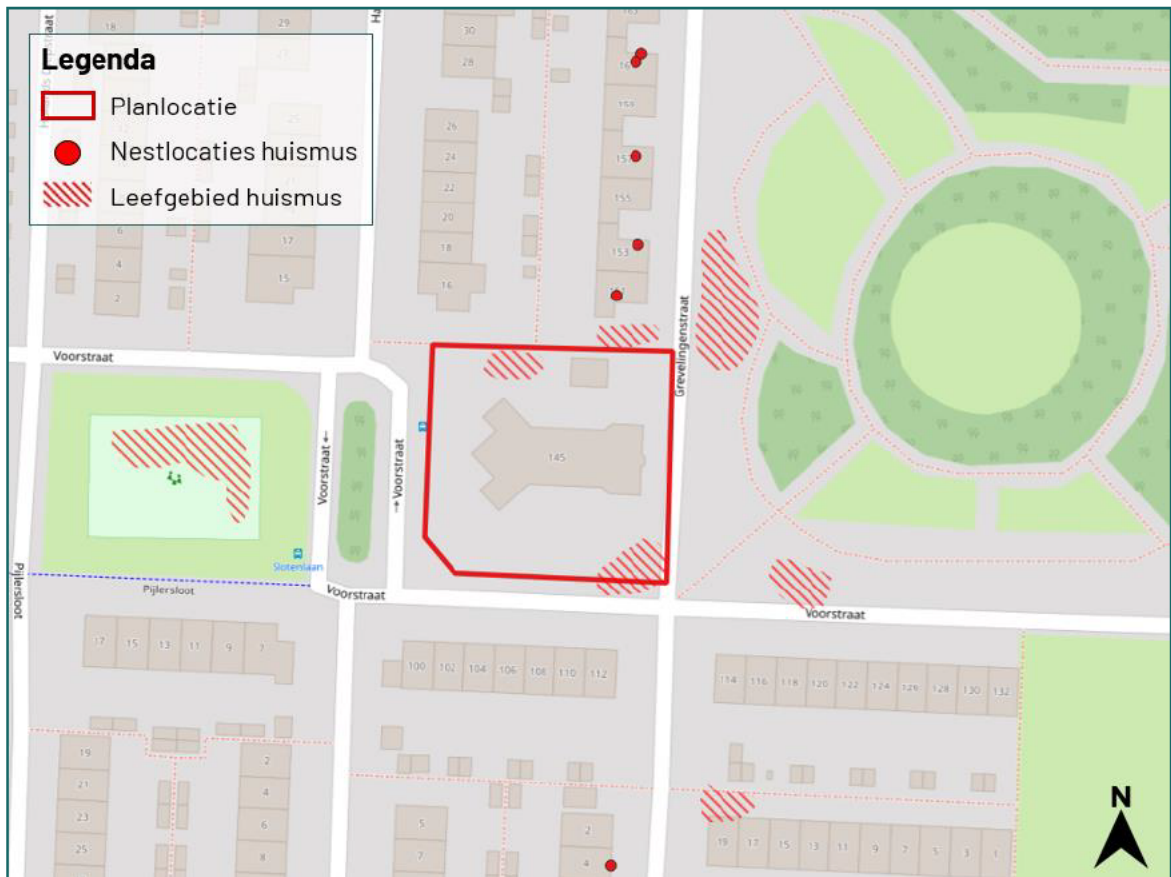 Legenda
Planlocatie
Nestlocaties huismus
Leefgebied huismus
18
29
30
28
6
4
2
17
15
26
24
22
20
18
16
159
157
155
153
Voorstraat
Grevelingenstraat
Voorstraat ←
→ Voorstraat
145
Slotenlaan
Pijlersloot
Pijlersloot
Voorstraat
Voorstraat
17 15 13 11 9 7
100 102 104 106 108 110 112
114 116 118 120 122 124 126 128 130 132
19
21
23
25
2
4
6
8
5
7
2
4
19 17 15 13 11 9 7 5 3 1
N